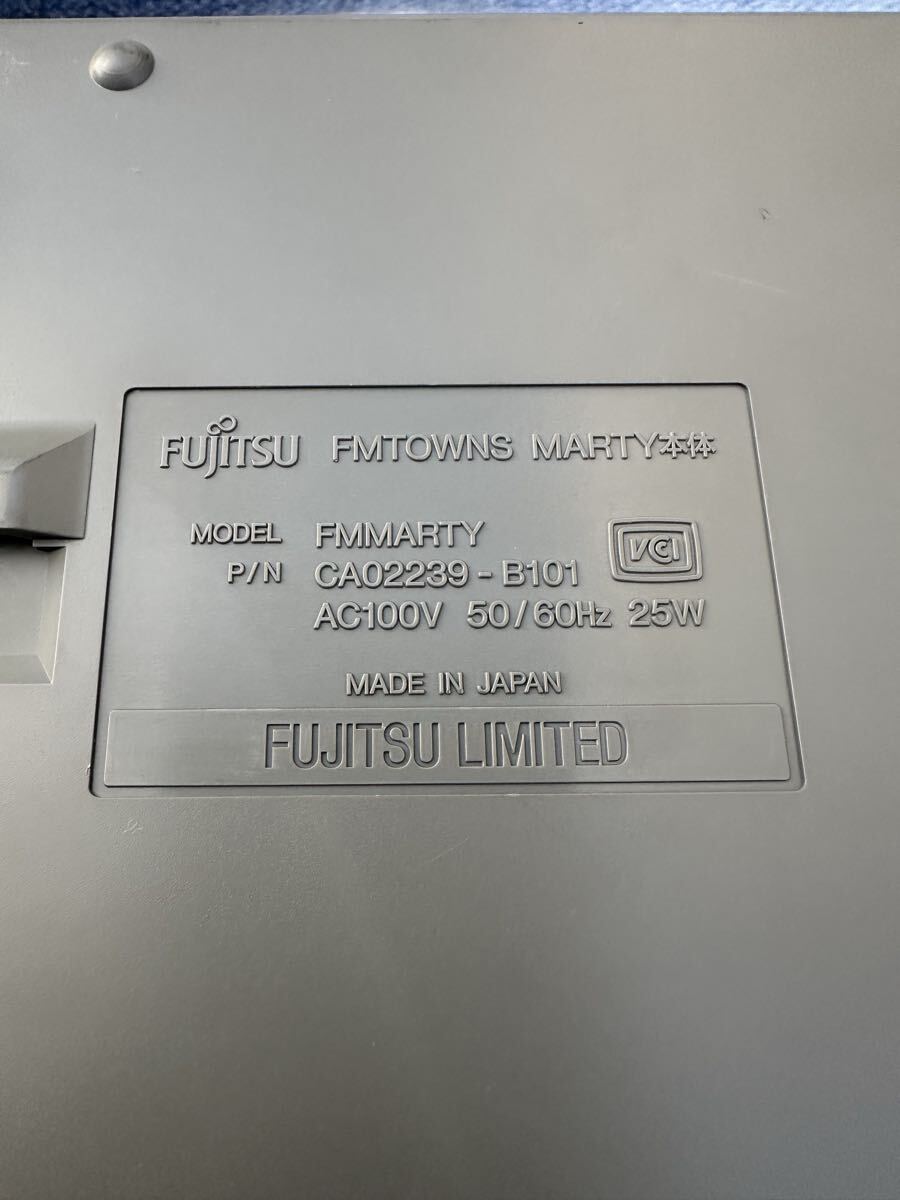 FUJITSU FMTOWNS MARTY本体
MODEL FMMARTY
P/N CA02239-B101
VCI
AC100V 50/60Hz 25W
MADE IN JAPAN
FUJITSU LIMITED